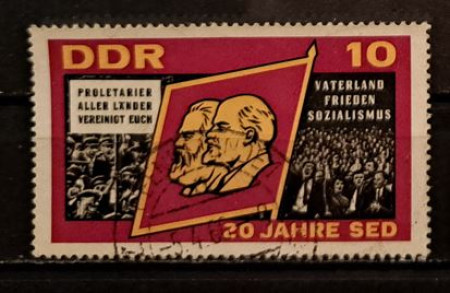 DDR 10
PROLETARIER
ALLER LÄNDER
VEREINIGT EUCH
VATERLAND
FRIEDEN
SOZIALISMUS
20 JAHRE SED